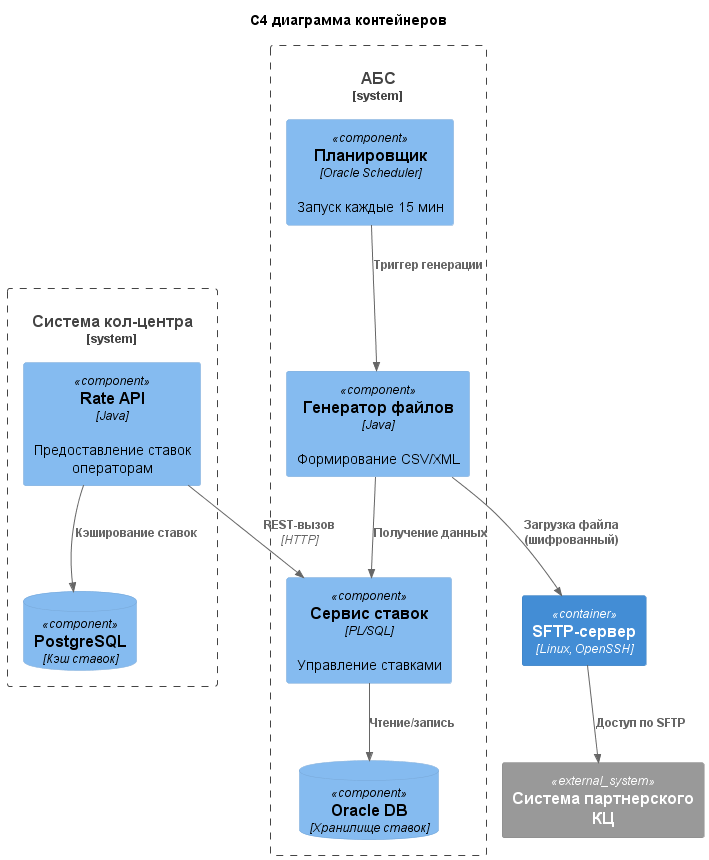 C4 диаграмма контейнеров
АБС
[system]
«component»
Планировщик
[Oracle Scheduler]
Запуск каждые 15 мин
Триггер генерации
Система кол-центра
[system]
«component»
Rate API
[Java]
Предоставление ставок
операторам
«component»
Генератор файлов
[Java]
Формирование CSV/XML
Кэширование ставок
REST-вызов
[HTTP]
Получение данных
Загрузка файла
(шифрованный)
«component»
PostgreSQL
[Кэш ставок]
«component»
Сервис ставок
[PL/SQL]
Управление ставками
«container»
SFTP-сервер
[Linux, OpenSSH]
Чтение/запись
Доступ по SFTP
«component»
Oracle DB
[Хранилище ставок]
«external_system»
Система партнерского
КЦ